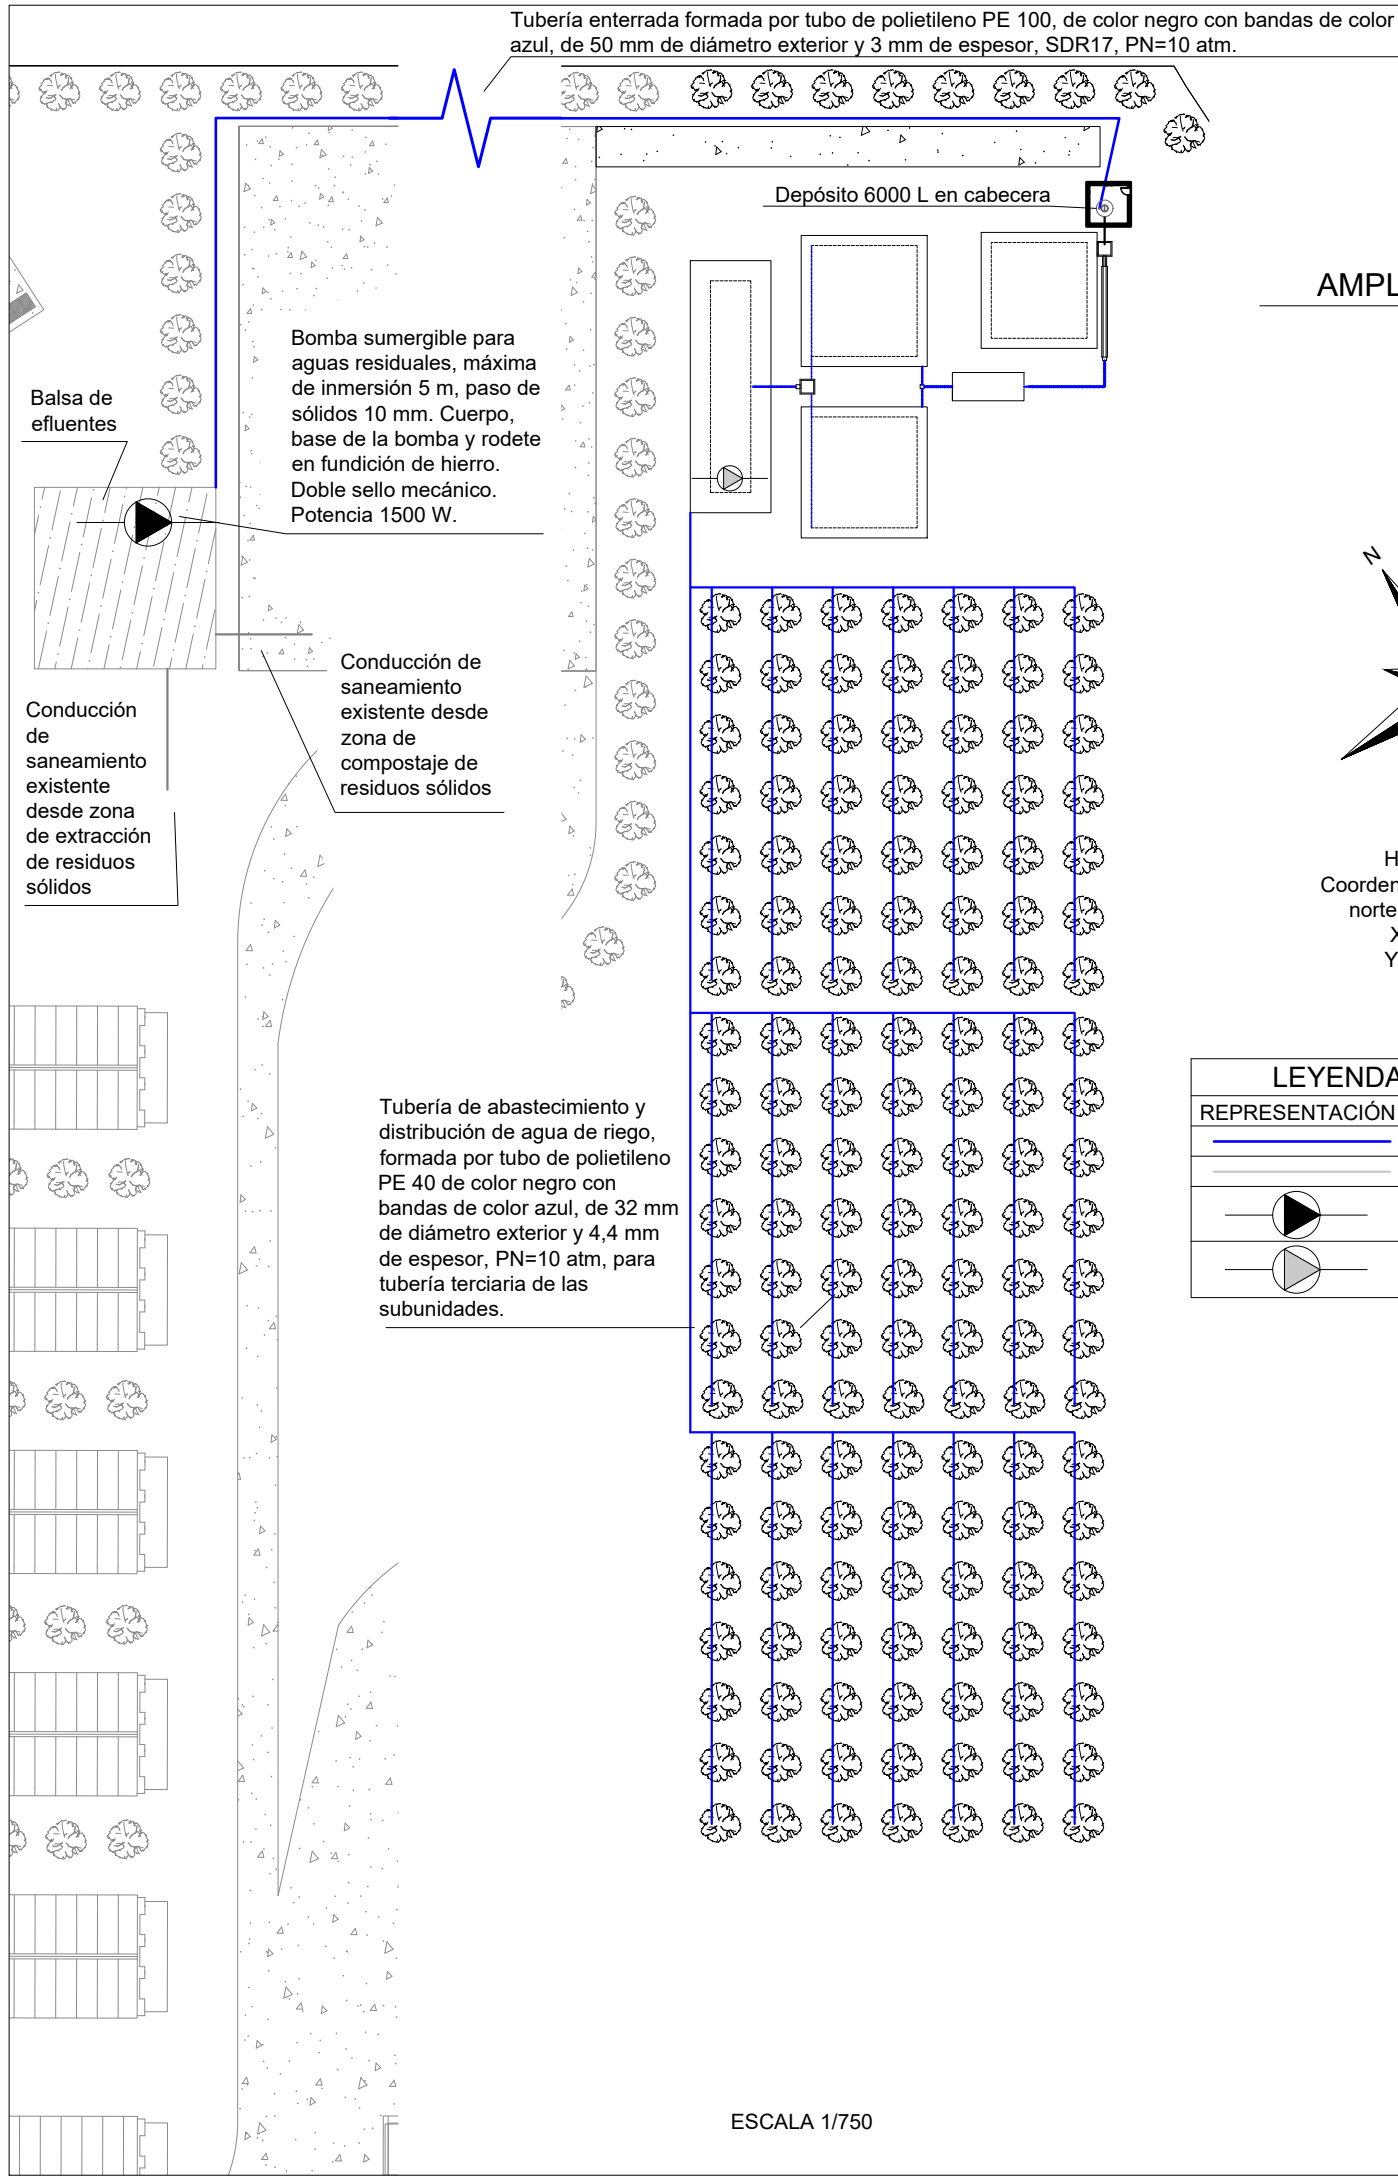 Tubería enterrada formada por tubo de polietileno PE 100, de color negro con bandas de color
azul, de 50 mm de diámetro exterior y 3 mm de espesor, SDR17, PN=10 atm.
Depósito 6000 L en cabecera
AMPL
Bomba sumergible para
aguas residuales, máxima
de inmersión 5 m, paso de
sólidos 10 mm. Cuerpo,
base de la bomba y rodete
en fundición de hierro.
Doble sello mecánico.
Potencia 1500 W.
Balsa de
efluentes
N
Conducción de
saneamiento
existente desde
zona de
compostaje de
residuos sólidos
Conducción
de
saneamiento
existente
desde zona
de extracción
de residuos
sólidos
H
Coorden
norte
X
Y
LEYENDA
REPRESENTACIÓN
Tubería de abastecimiento y
distribución de agua de riego,
formada por tubo de polietileno
PE 40 de color negro con
bandas de color azul, de 32 mm
de diámetro exterior y 4,4 mm
de espesor, PN=10 atm, para
tubería terciaria de las
subunidades.
ESCALA 1/750